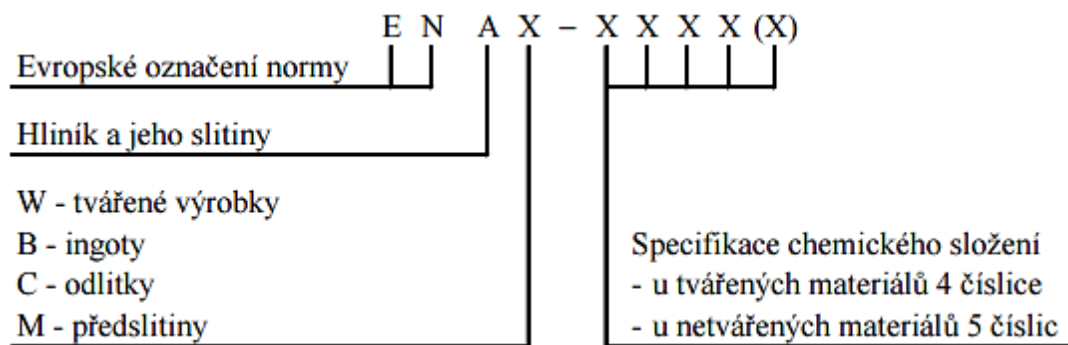 E N A X – X X X X (X)
Evropské označení normy
Hliník a jeho slitiny
W - tvářené výrobky
B - ingoty
C - odlitky
M - předslitiny
Specifikace chemického složení
- u tvářených materiálů 4 číslice
- u netvářených materiálů 5 číslic